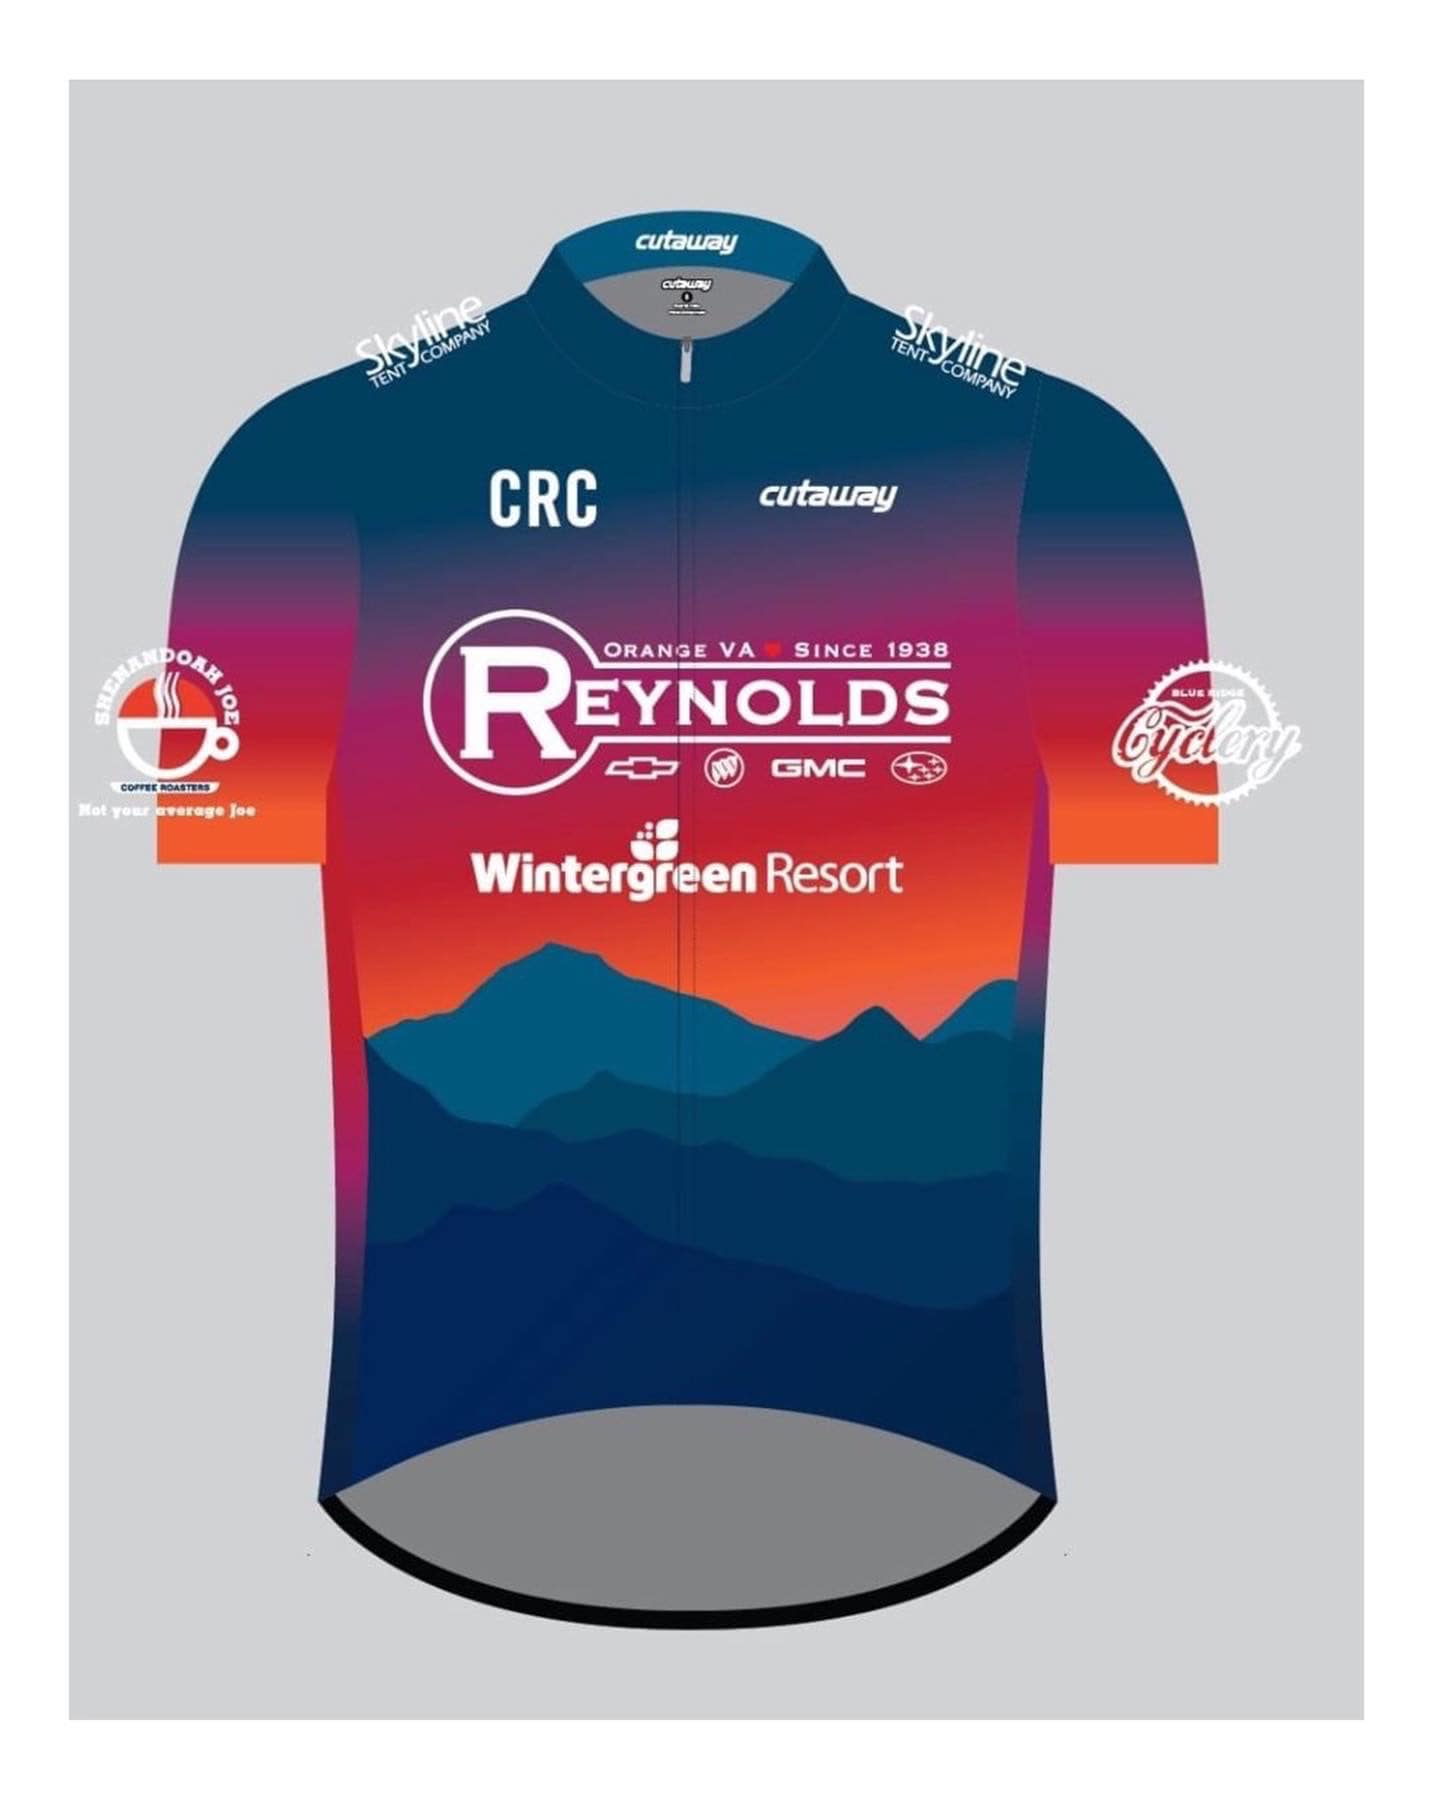 cutaway
cutaway
Skyline
TENT COMPANY
Skyline
TENT COMPANY
CRC
cutaway
ORANGE VA SINCE 1938
REYNOLDS
GMC
SHENANDOAH JOE
COFFEE ROASTERS
Not your average Joe
BLUE RIDGE
Cyclery
Wintergreen Resort